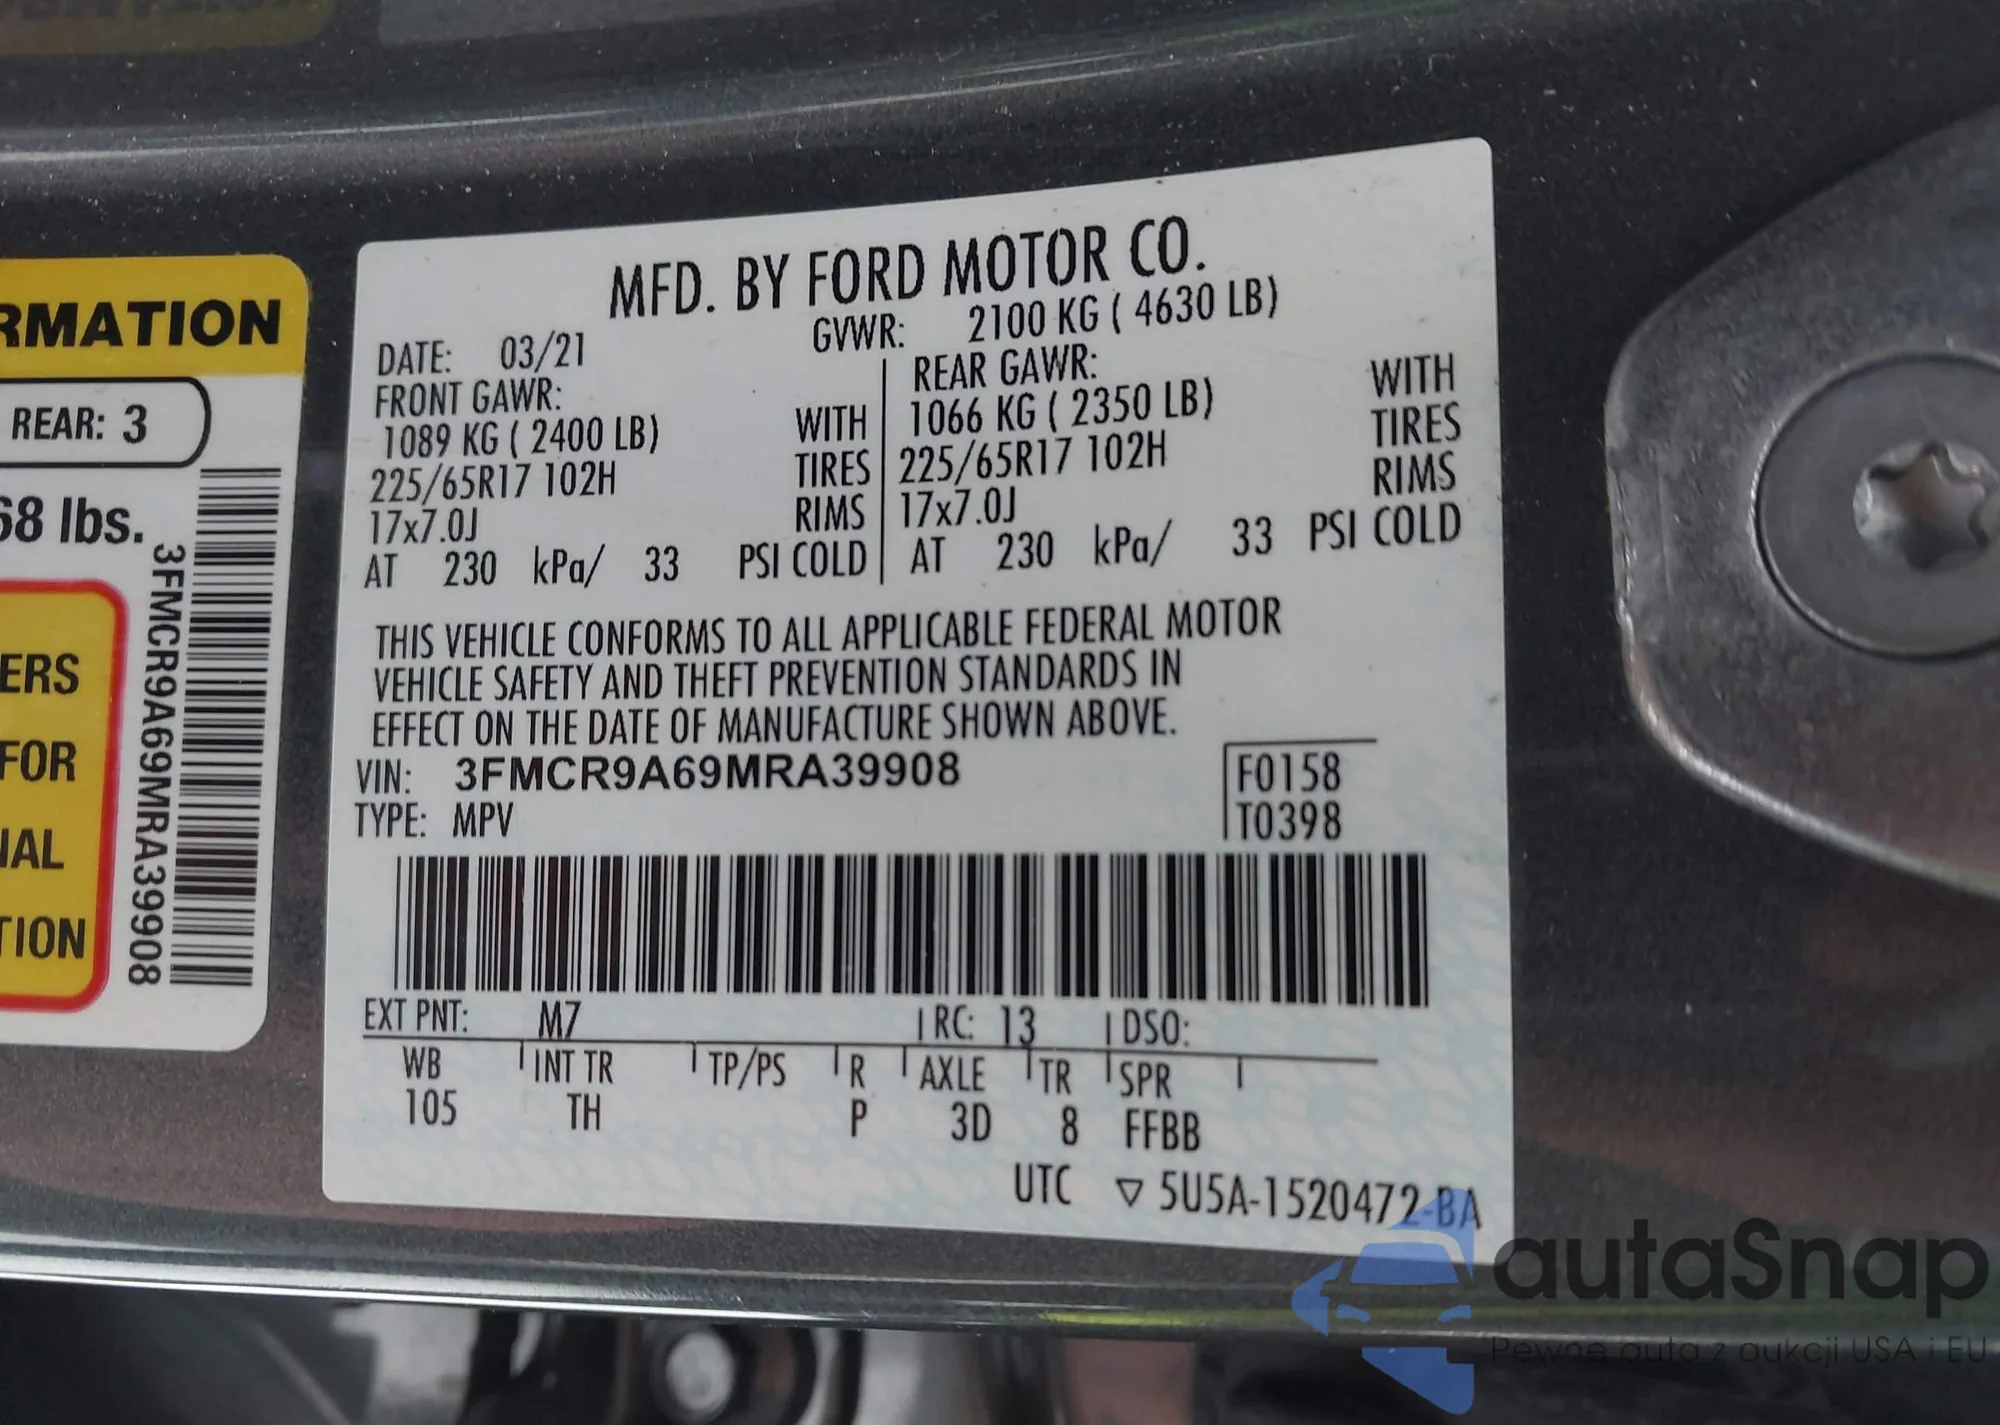 RMATION
REAR: 3
68 lbs.
ERS
FOR
IAL
TION
3FMCR9A69MRA39908
MFD. BY FORD MOTOR CO.
DATE: 03/21 GVWR: 2100 KG ( 4630 LB)
FRONT GAWR: REAR GAWR:
1089 KG ( 2400 LB) WITH 1066 KG ( 2350 LB) WITH
225/65R17 102H TIRES 225/65R17 102H TIRES
17x7.0J RIMS 17x7.0J RIMS
AT 230 kPa/ 33 PSI COLD AT 230 kPa/ 33 PSI COLD
THIS VEHICLE CONFORMS TO ALL APPLICABLE FEDERAL MOTOR
VEHICLE SAFETY AND THEFT PREVENTION STANDARDS IN
EFFECT ON THE DATE OF MANUFACTURE SHOWN ABOVE.
VIN: 3FMCR9A69MRA39908 F0158
TYPE: MPV T0398
EXT PNT: M7 RC: 13 DSO:
WB INT TR TP/PS R AXLE TR SPR
105 TH P 3D 8 FFBB
UTC ▽ 5U5A-1520472-BA
autaSnap
Pewne auta z aukcji USA i EU